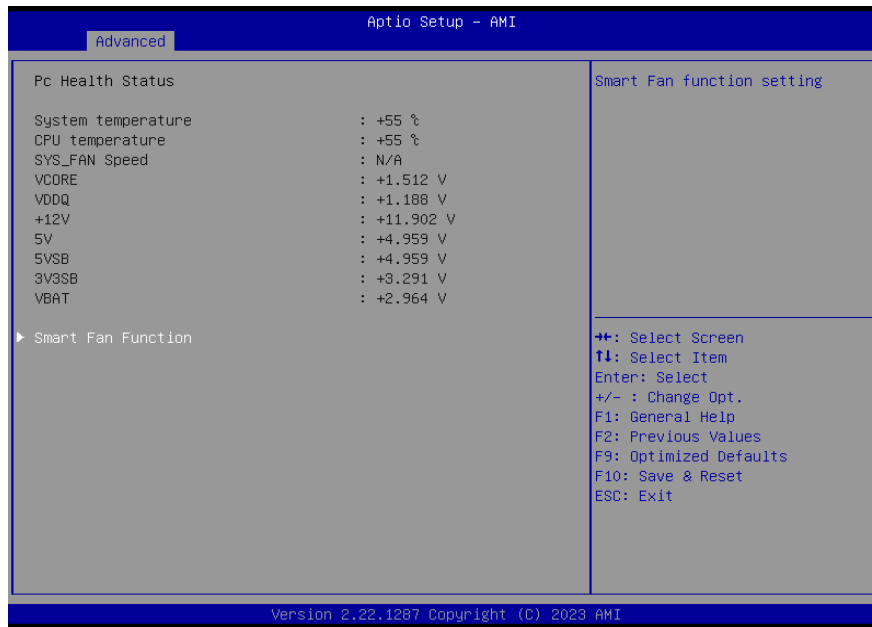 Aptio Setup – AMI
Advanced
Pc Health Status
System temperature : +55 ℃
CPU temperature : +55 ℃
SYS_FAN Speed : N/A
VCORE : +1.512 V
VDDQ : +1.188 V
+12V : +11.902 V
5V : +4.959 V
5VSB : +4.959 V
3V3SB : +3.291 V
VBAT : +2.964 V
▶ Smart Fan Function
Smart Fan function setting
→←: Select Screen
↑↓: Select Item
Enter: Select
+/- : Change Opt.
F1: General Help
F2: Previous Values
F9: Optimized Defaults
F10: Save & Reset
ESC: Exit
Version 2.22.1287 Copyright (C) 2023 AMI